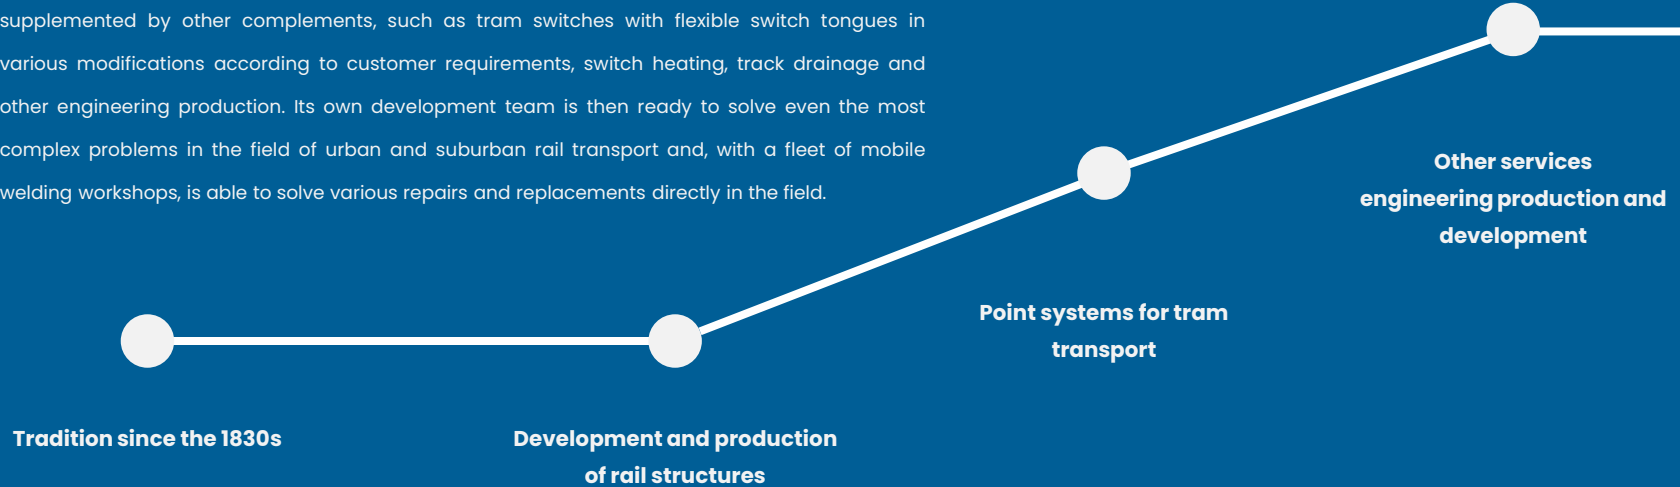 supplemented by other complements, such as tram switches with flexible switch tongues in
various modifications according to customer requirements, switch heating, track drainage and
other engineering production. Its own development team is then ready to solve even the most
complex problems in the field of urban and suburban rail transport and, with a fleet of mobile
welding workshops, is able to solve various repairs and replacements directly in the field.
Tradition since the 1830s
Development and production
of rail structures
Point systems for tram
transport
Other services
engineering production and
development